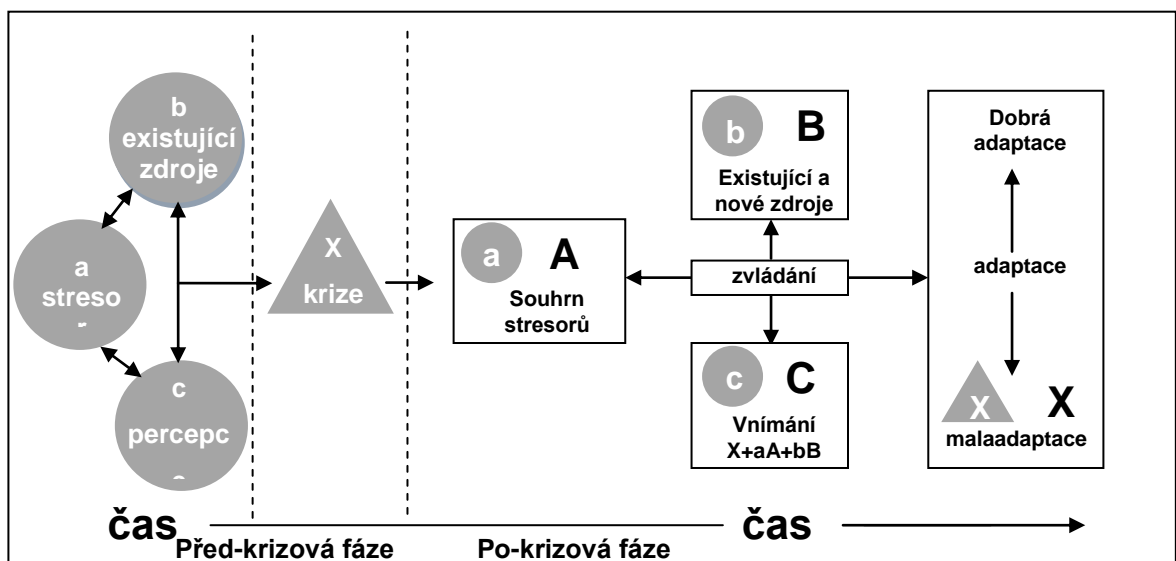 b
existující
zdroje
a
streso
c
percepc
X
krize
a A
Souhrn
stresorů
b B
Existující a
nové zdroje
zvládání
c C
Vnímání
X+aA+bB
Dobrá
adaptace
adaptace
X X
malaadaptace
čas
Před-krizová fáze
Po-krizová fáze
čas